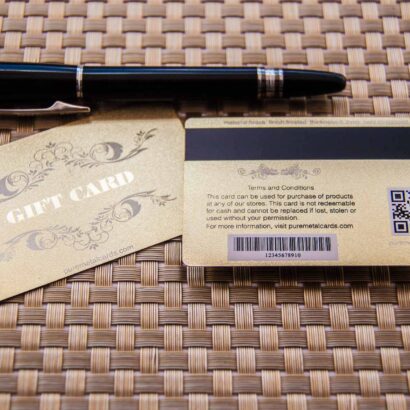 GIFT CARD
puremetalcards.com
Terms and Conditions
This card can be used for purchase of products
at any of our stores. This card is not redeemable
for cash and cannot be replaced if lost, stolen or
used without your permission.
For more information, visit puremetalcards.com
12345678910